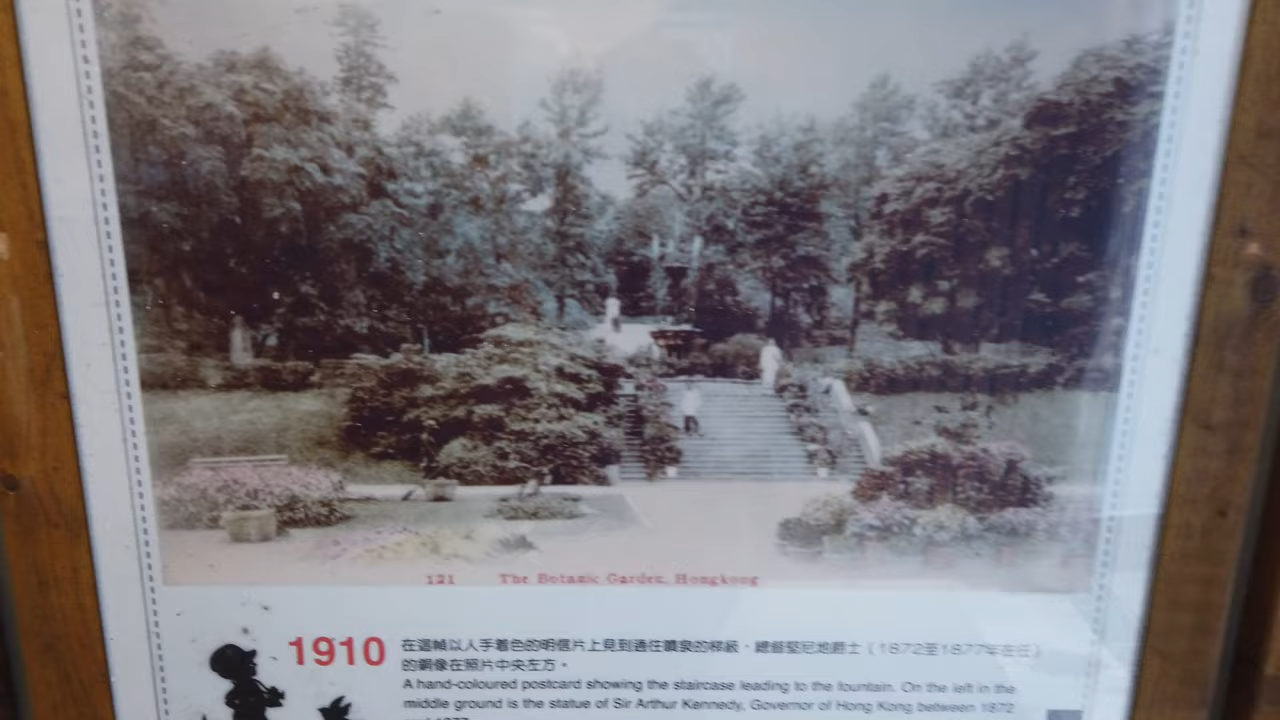 121 The Botanic Garden, Hongkong
1910
在這幀以人手着色的明信片上見到通往噴泉的梯級，總督堅尼地爵士（1872至1877年在任）
的銅像在照片中央左方。
A hand-coloured postcard showing the staircase leading to the fountain. On the left in the
middle ground is the statue of Sir Arthur Kennedy, Governor of Hong Kong between 1872